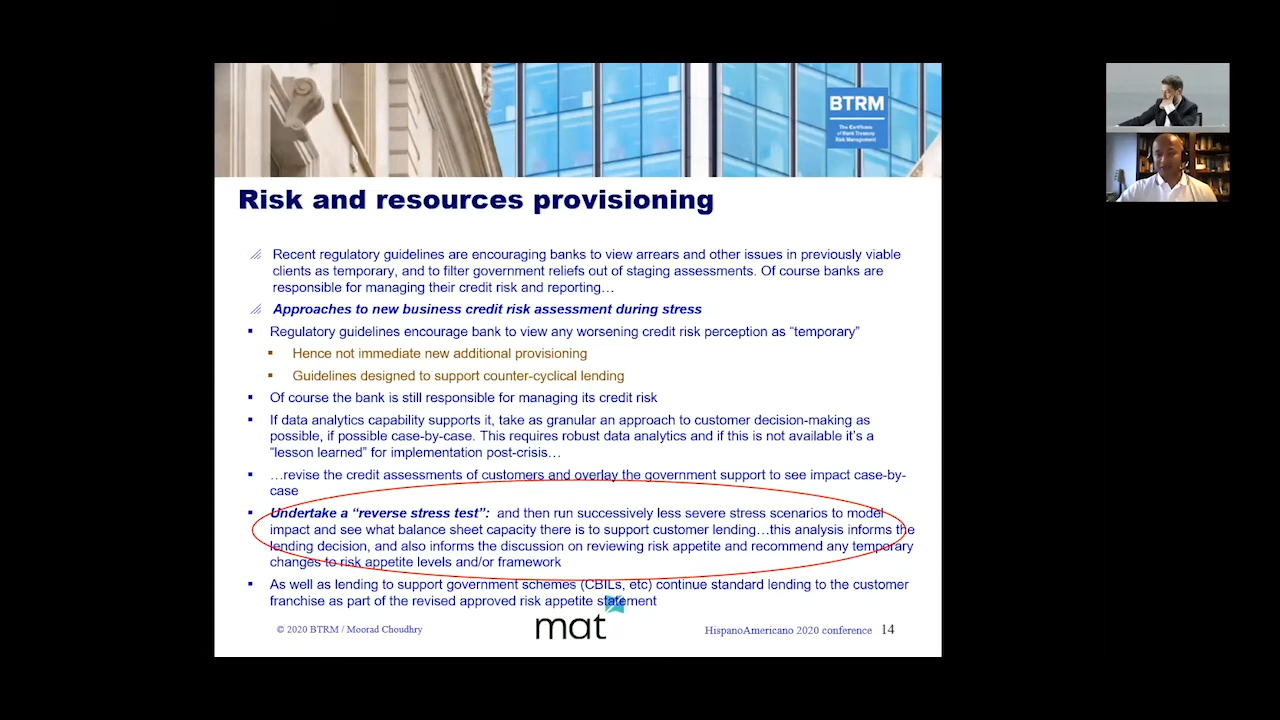 BTRM
The Certificate
of Bank Treasury
Risk Management
Risk and resources provisioning
Recent regulatory guidelines are encouraging banks to view arrears and other issues in previously viable
clients as temporary, and to filter government reliefs out of staging assessments. Of course banks are
responsible for managing their credit risk and reporting…
Approaches to new business credit risk assessment during stress
Regulatory guidelines encourage bank to view any worsening credit risk perception as “temporary”
Hence not immediate new additional provisioning
Guidelines designed to support counter-cyclical lending
Of course the bank is still responsible for managing its credit risk
If data analytics capability supports it, take as granular an approach to customer decision-making as
possible, if possible case-by-case. This requires robust data analytics and if this is not available it’s a
“lesson learned” for implementation post-crisis…
…revise the credit assessments of customers and overlay the government support to see impact case-by-
case
Undertake a “reverse stress test”: and then run successively less severe stress scenarios to model
impact and see what balance sheet capacity there is to support customer lending…this analysis informs the
lending decision, and also informs the discussion on reviewing risk appetite and recommend any temporary
changes to risk appetite levels and/or framework
As well as lending to support government schemes (CBILs, etc) continue standard lending to the customer
franchise as part of the revised approved risk appetite statement
© 2020 BTRM / Moorad Choudhry
mat
HispanoAmericano 2020 conference 14